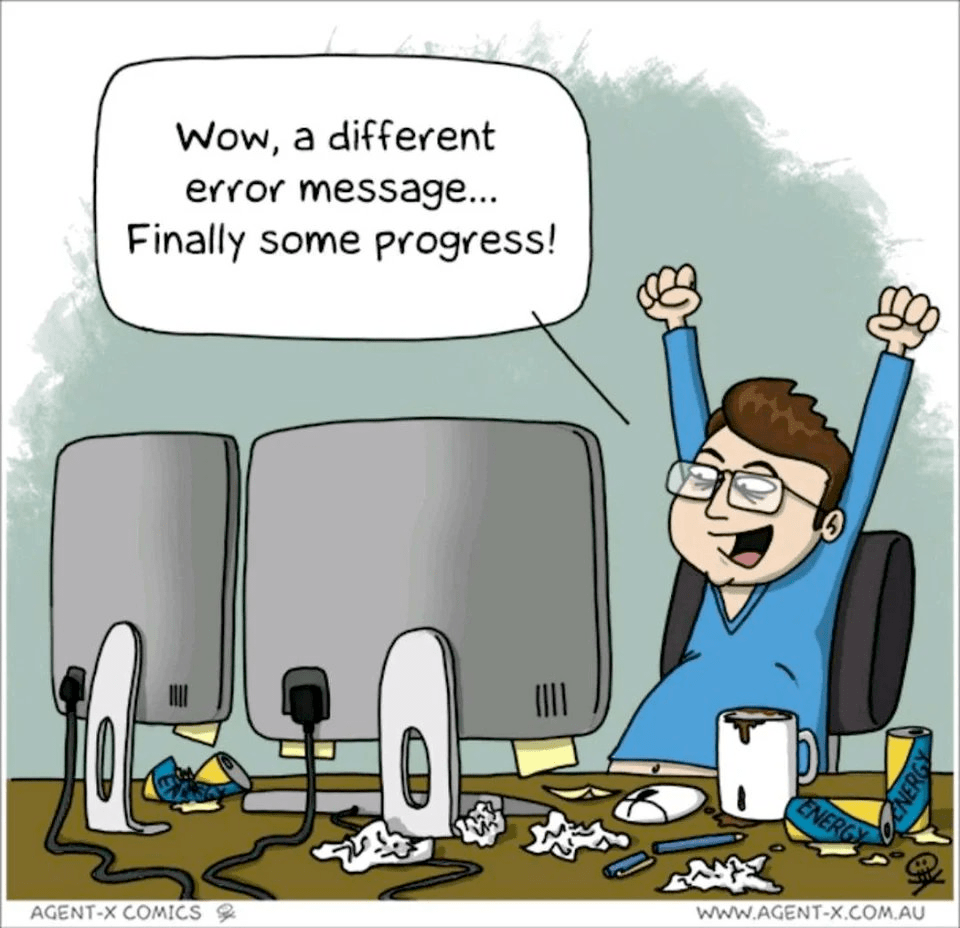 Wow, a different
error message...
Finally some progress!
ENERGY
ENERGY
ENERGY
AGENT-X COMICS
WWW.AGENT-X.COM.AU